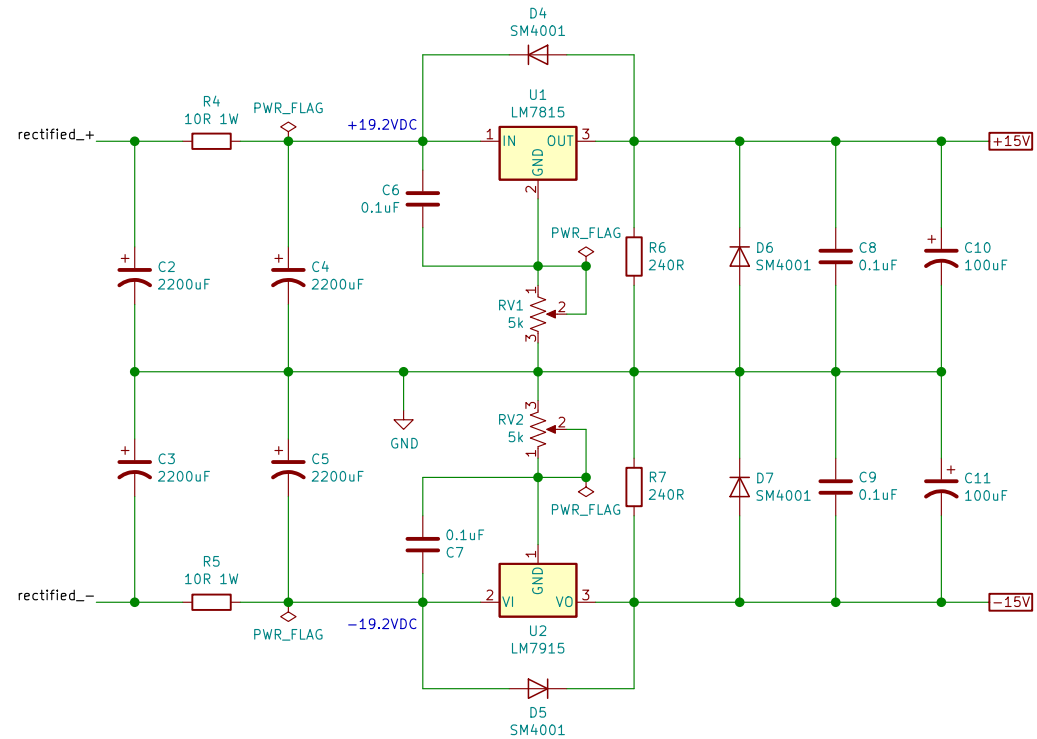 D4
SM4001
U1
LM7815
R4
10R 1W
PWR_FLAG
+19.2VDC
rectified_+
1
IN
OUT
3
GND
2
+15V
C6
0.1uF
PWR_FLAG
+
C2
2200uF
+
C4
2200uF
1
RV1
5k
2
3
R6
240R
D6
SM4001
C8
0.1uF
+
C10
100uF
GND
3
RV2
5k
2
1
+
C3
2200uF
+
C5
2200uF
PWR_FLAG
R7
240R
D7
SM4001
C9
0.1uF
+
C11
100uF
0.1uF
C7
R5
10R 1W
rectified_-
PWR_FLAG
-19.2VDC
1
GND
2
VI
VO
3
U2
LM7915
-15V
D5
SM4001